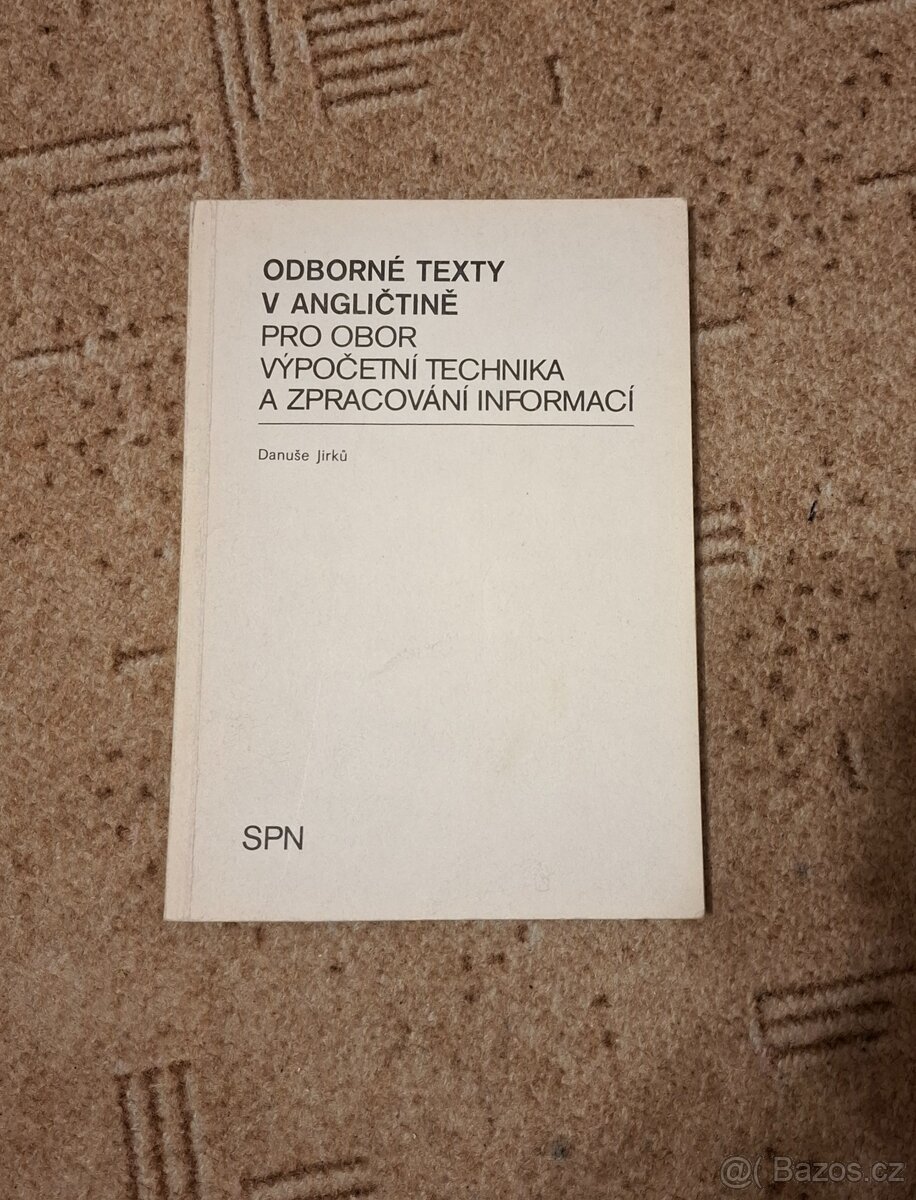 ODBORNÉ TEXTY
V ANGLIČTINĚ
PRO OBOR
VÝPOČETNÍ TECHNIKA
A ZPRACOVÁNÍ INFORMACÍ
Danuše Jirků
SPN
@( Bazos.cz